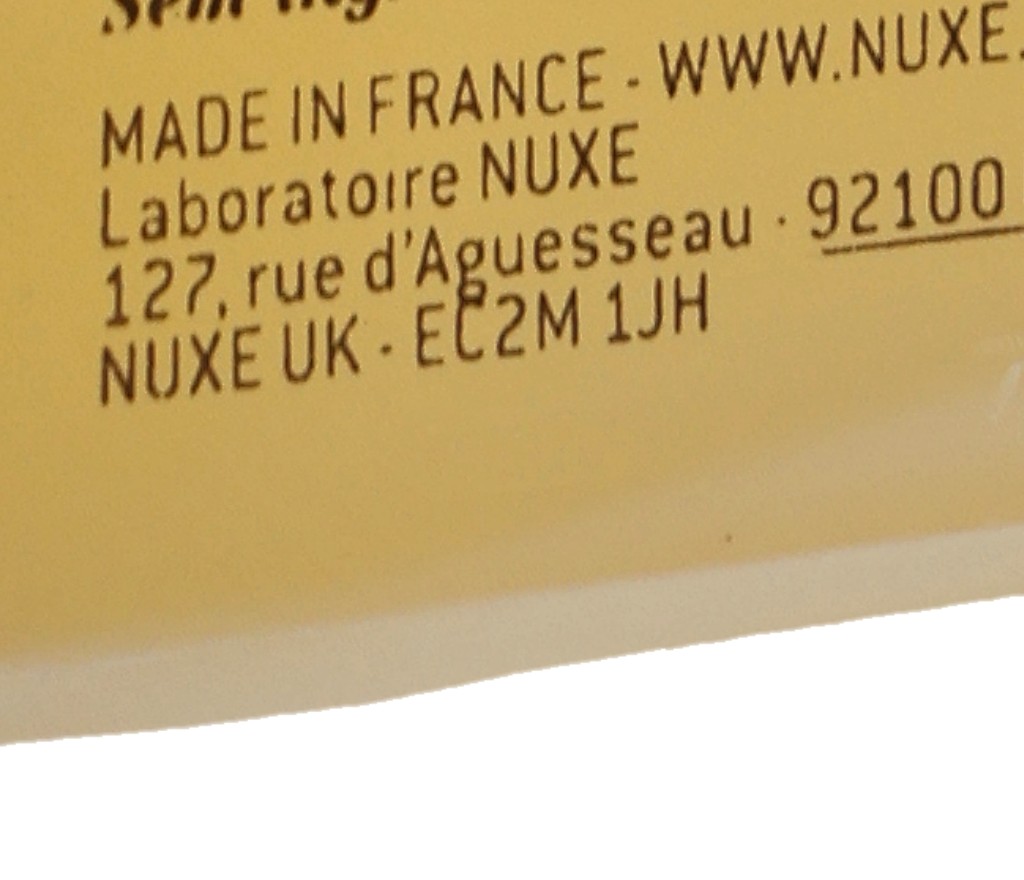 MADE IN FRANCE - WWW.NUXE.
Laboratoire NUXE
127, rue d'Aguesseau · 92100
NUXE UK · EC2M 1JH